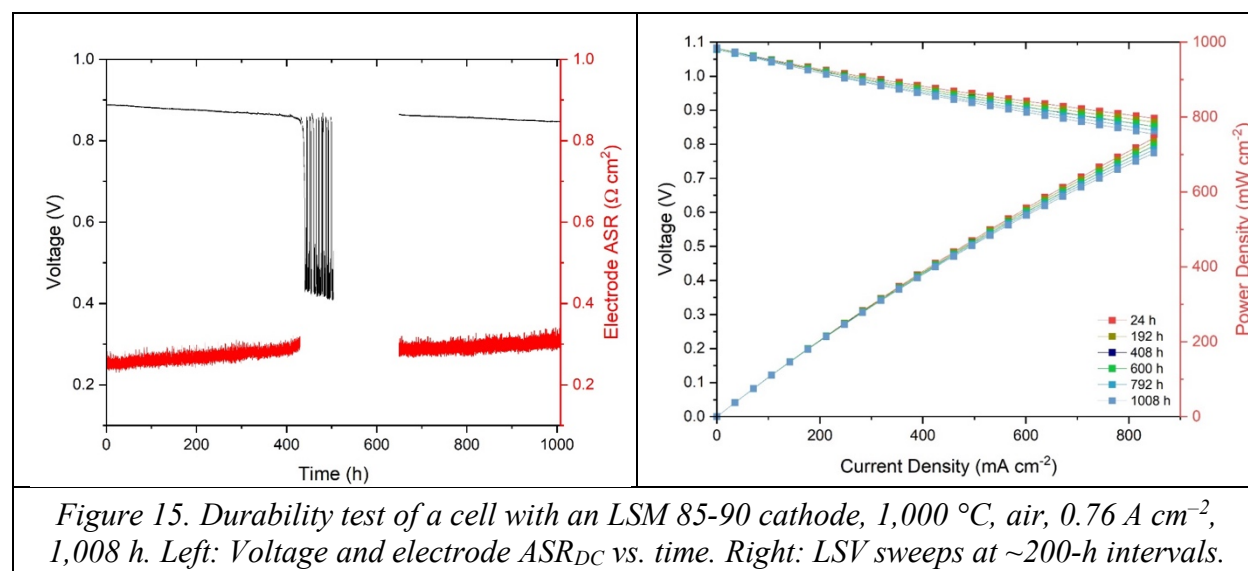 1.0
0.8
0.6
0.4
0.2
Voltage (V)
0
200
400
600
800
1000
Time (h)
1.0
0.8
0.6
0.4
0.2
0.0
Electrode ASR (Ω cm²)
1.1
1.0
0.9
0.8
0.7
0.6
0.5
0.4
0.3
0.2
0.1
0.0
Voltage (V)
0
200
400
600
800
Current Density (mA cm⁻²)
1000
800
600
400
200
0
Power Density (mW cm⁻²)
24 h
192 h
408 h
600 h
792 h
1008 h
Figure 15. Durability test of a cell with an LSM 85-90 cathode, 1,000 °C, air, 0.76 A cm⁻²,
1,008 h. Left: Voltage and electrode ASR_DC vs. time. Right: LSV sweeps at ~200-h intervals.